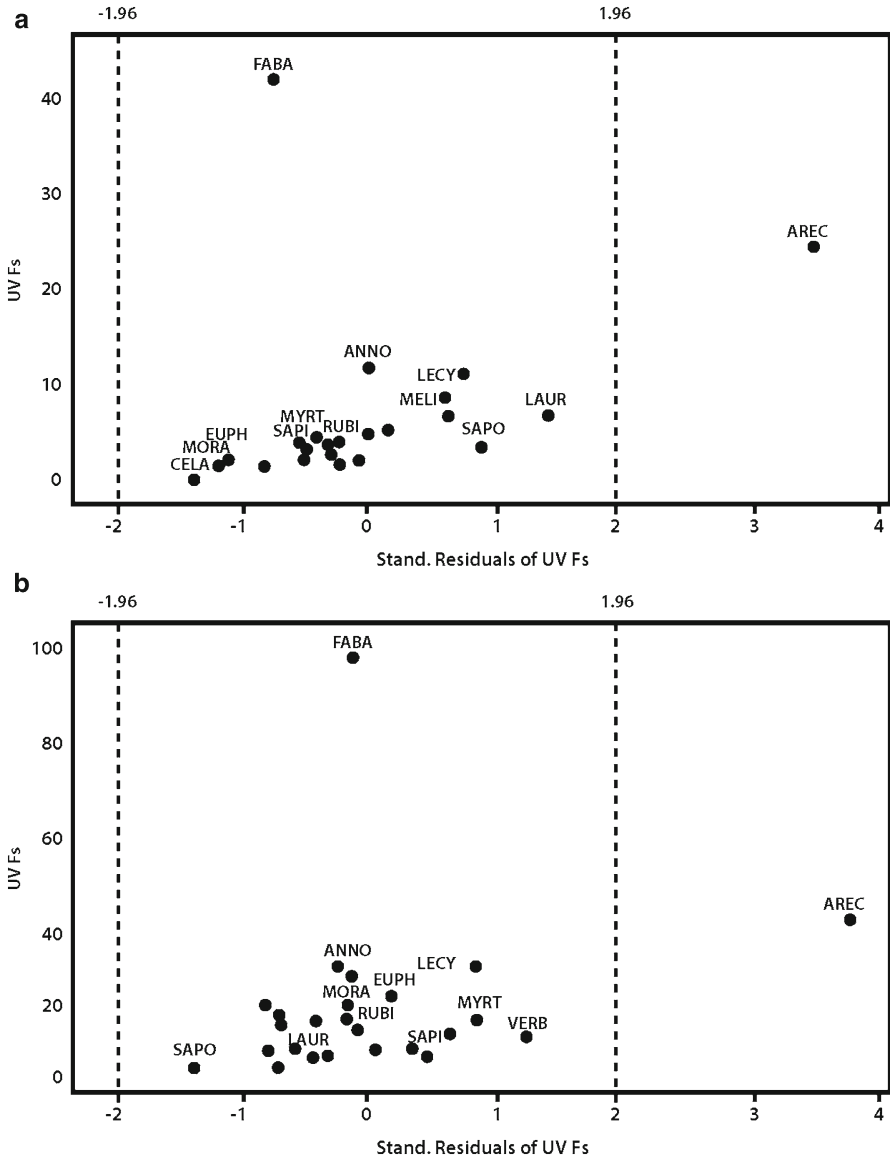 a
-1.96 1.96
FABA
40
30
AREC
20
UV Fs
ANNO
LECY
10
MELI LAUR
MYRT
SAPI RUBI SAPO
EUPH
MORA
CELA
0
-2 -1 0 1 2 3 4
Stand. Residuals of UV Fs
b
-1.96 1.96
FABA
100
80
60
UV Fs
AREC
40
ANNO LECY
EUPH
MORA
20
MYRT
RUBI
VERB
LAUR SAPI
SAPO
0
-2 -1 0 1 2 3 4
Stand. Residuals of UV Fs